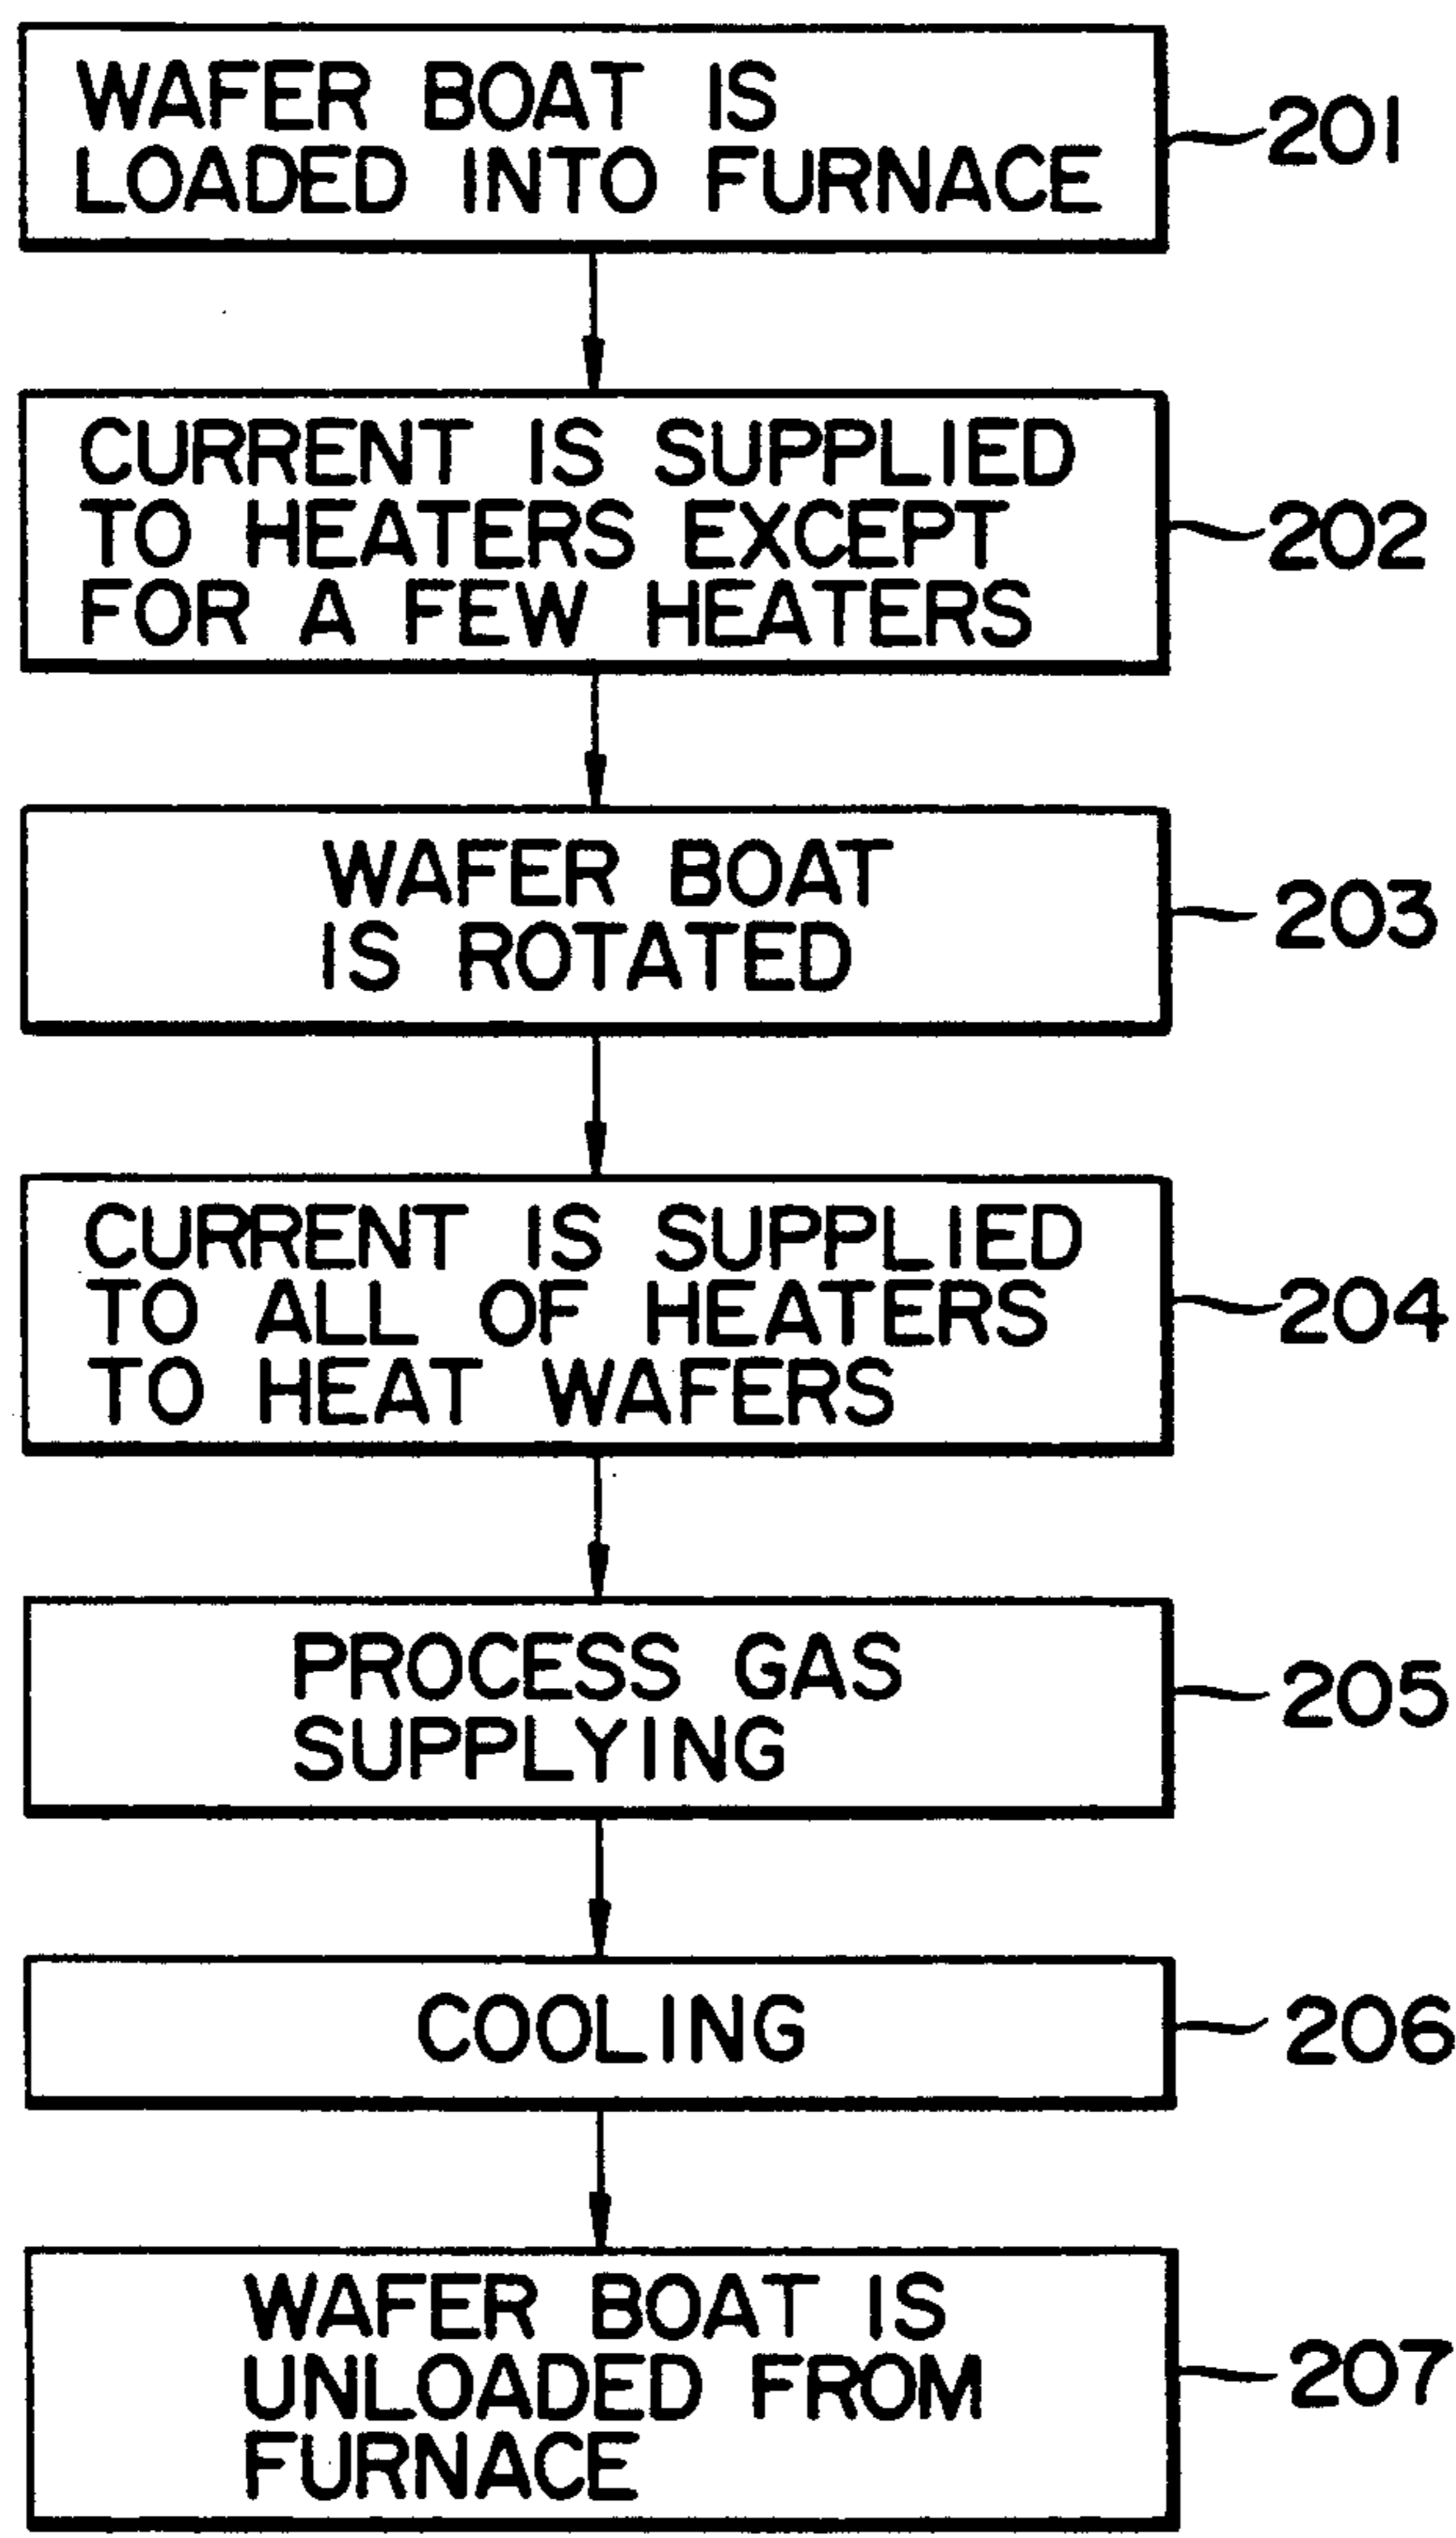 WAFER BOAT IS
LOADED INTO FURNACE
201
CURRENT IS SUPPLIED
TO HEATERS EXCEPT
FOR A FEW HEATERS
202
WAFER BOAT
IS ROTATED
203
CURRENT IS SUPPLIED
TO ALL OF HEATERS
TO HEAT WAFERS
204
PROCESS GAS
SUPPLYING
205
COOLING
206
WAFER BOAT IS
UNLOADED FROM
FURNACE
207